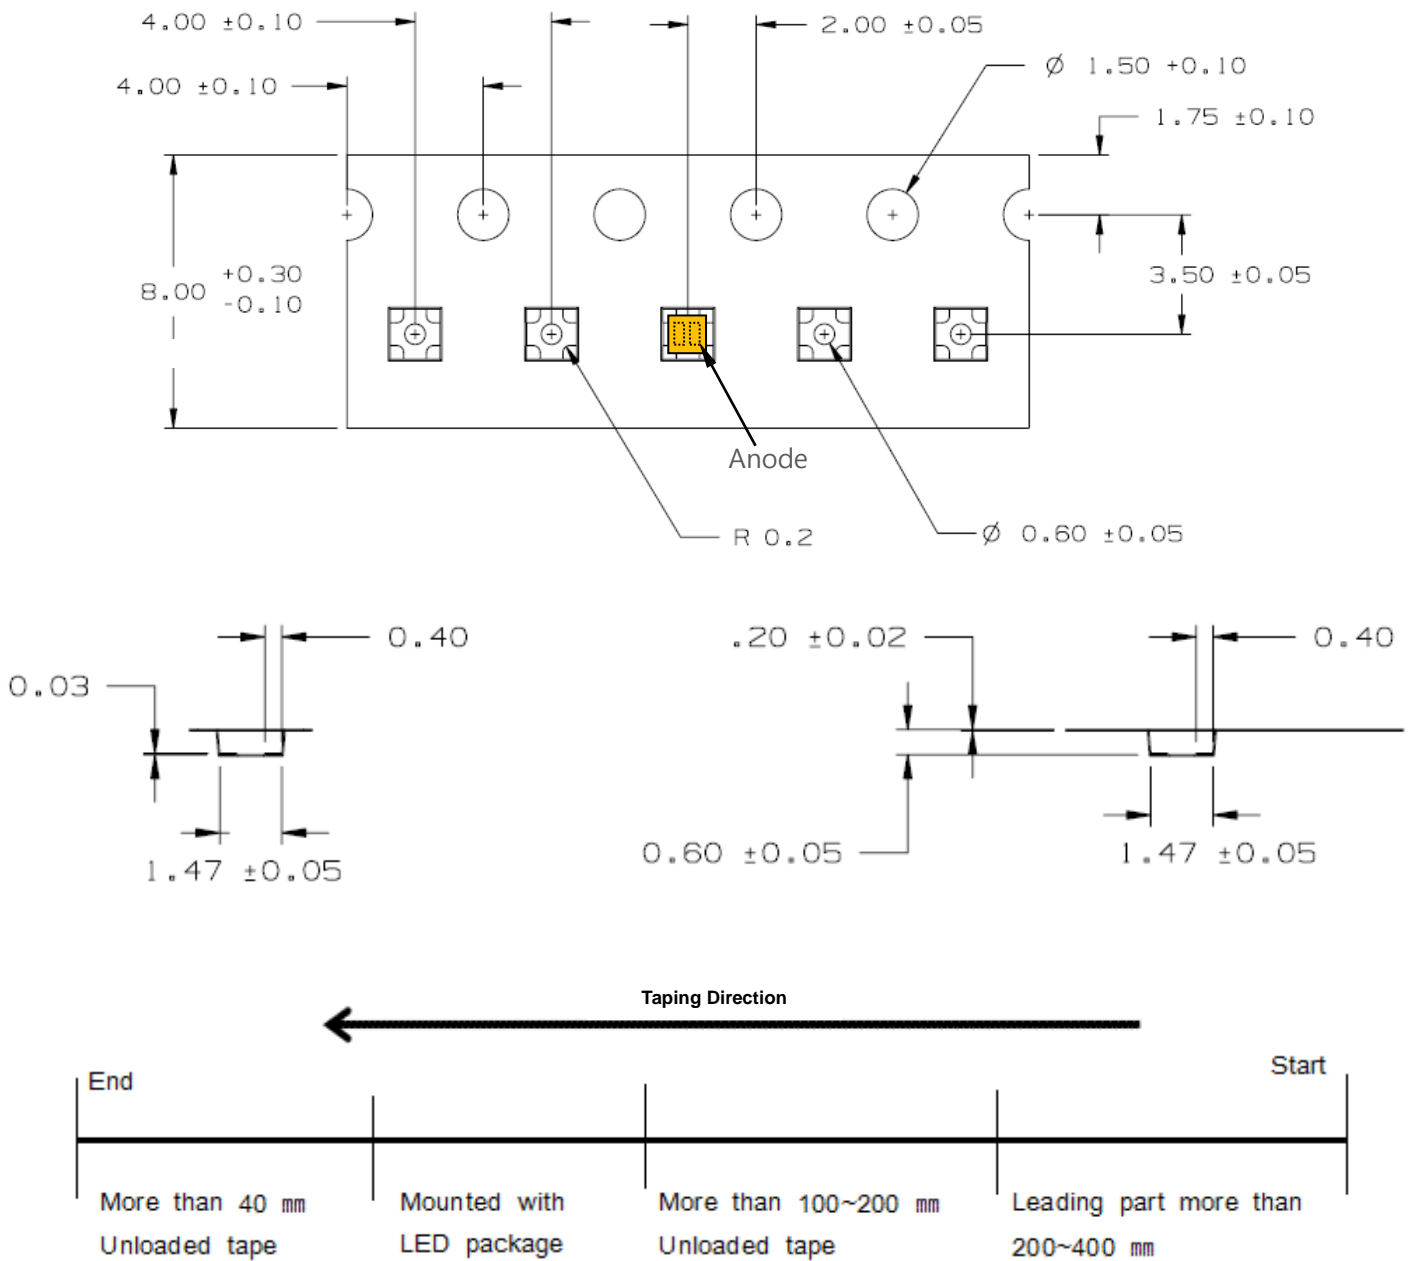 4.00 ±0.10
2.00 ±0.05
Ø 1.50 +0.10
4.00 ±0.10
1.75 ±0.10
8.00 +0.30
-0.10
3.50 ±0.05
Anode
R 0.2
Ø 0.60 ±0.05
0.40
.20 ±0.02
0.40
0.03
0.60 ±0.05
1.47 ±0.05
1.47 ±0.05
Taping Direction
End
Start
More than 40 ㎜
Unloaded tape
Mounted with
LED package
More than 100~200 ㎜
Unloaded tape
Leading part more than
200~400 ㎜